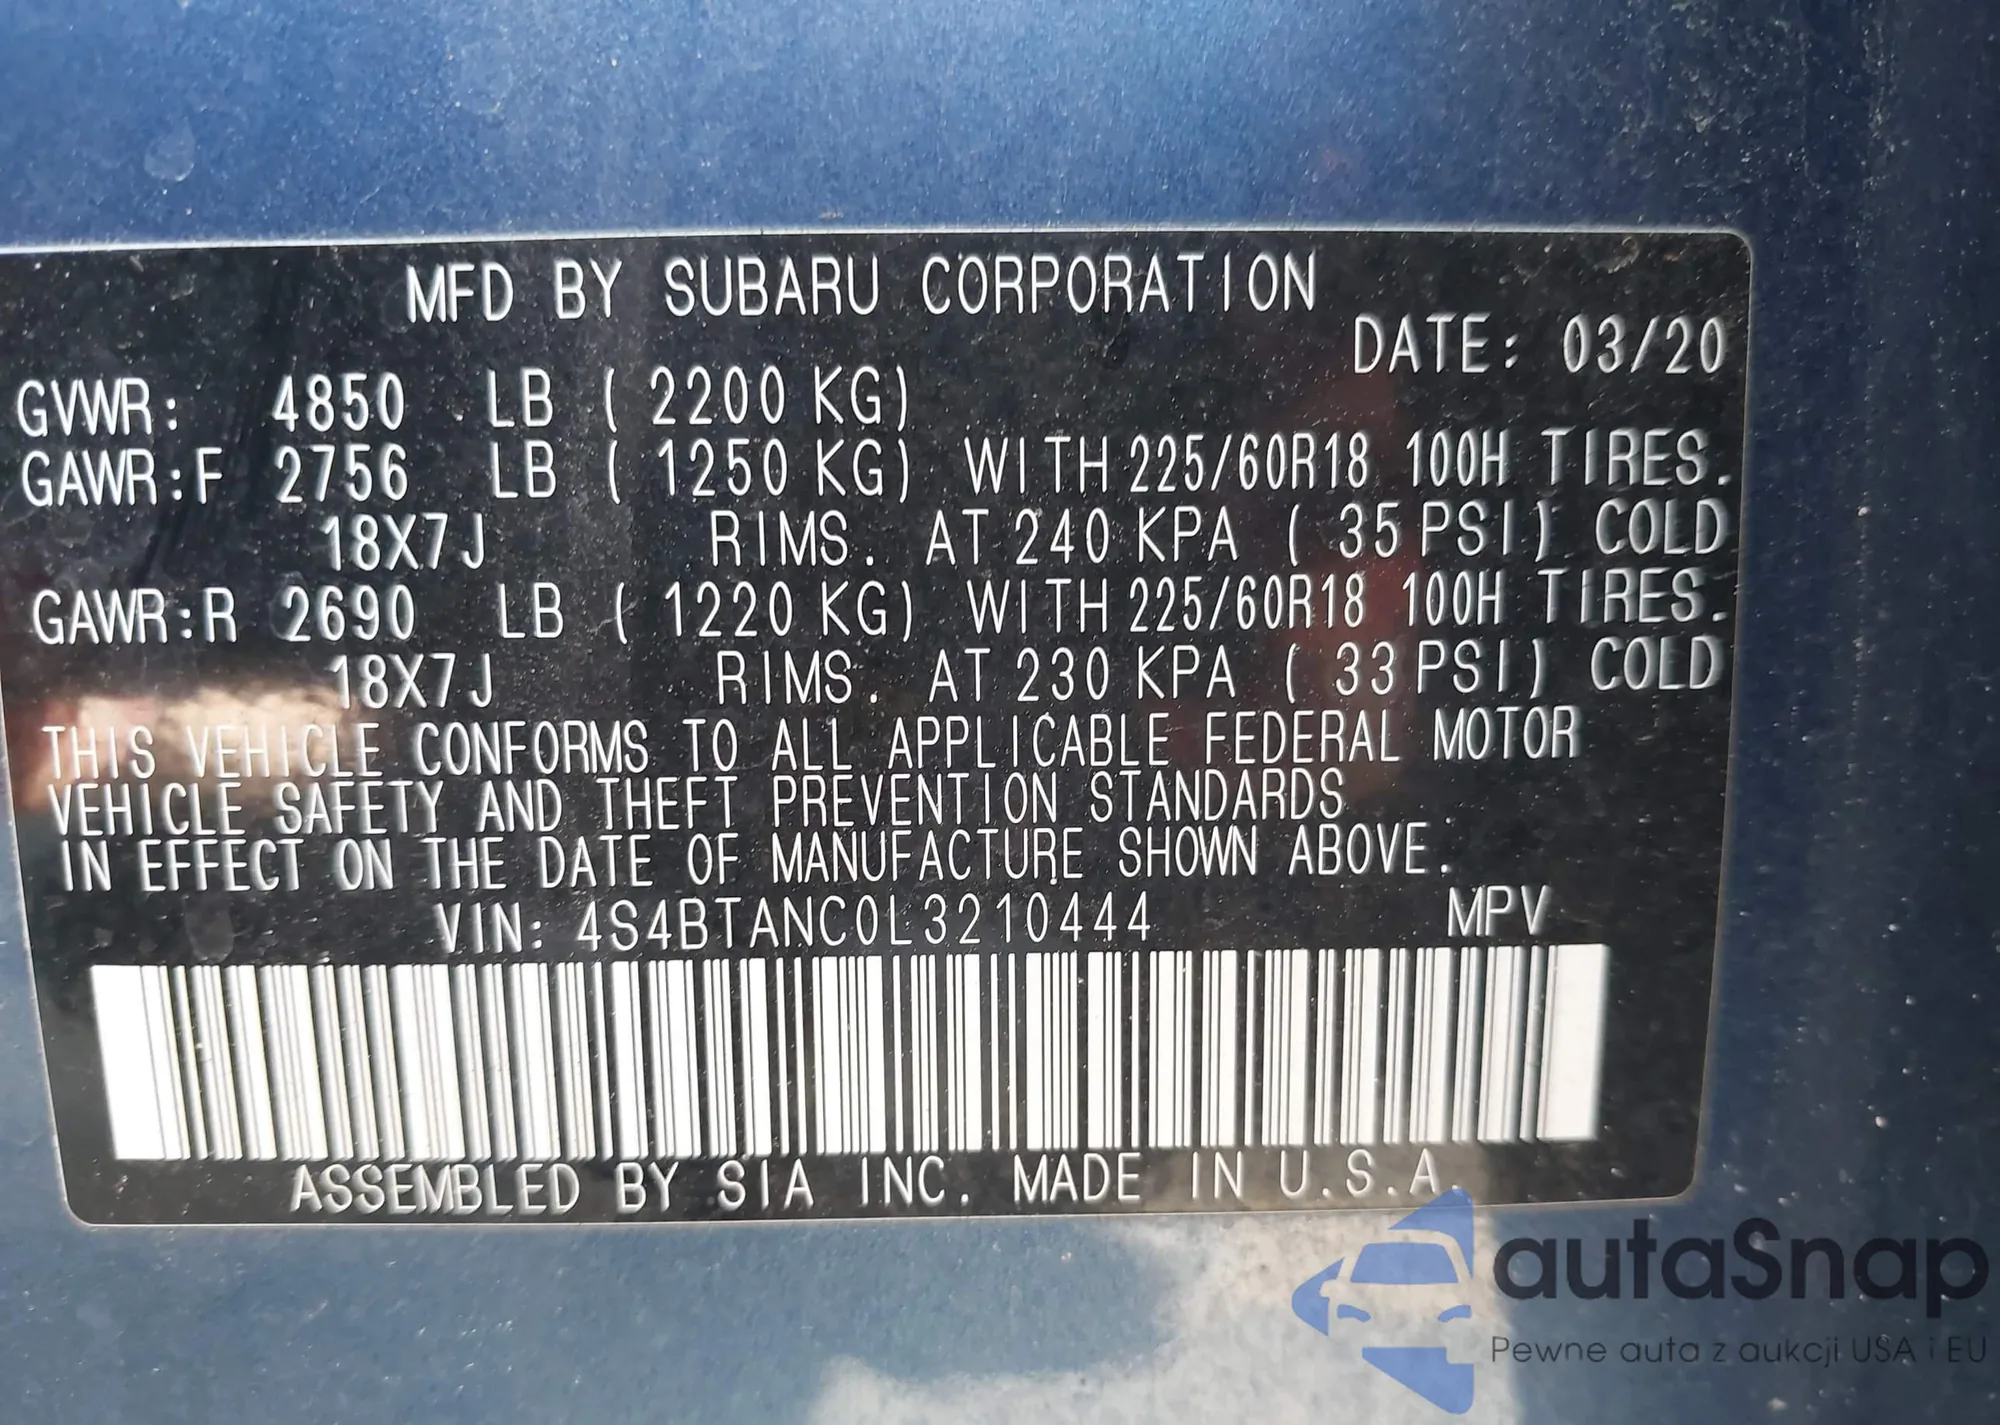 MFD BY SUBARU CORPORATION
DATE: 03/20
GVWR: 4850 LB ( 2200 KG)
GAWR:F 2756 LB ( 1250 KG) WITH 225/60R18 100H TIRES.
18X7J RIMS. AT 240 KPA ( 35 PSI) COLD
GAWR:R 2690 LB ( 1220 KG) WITH 225/60R18 100H TIRES.
18X7J RIMS. AT 230 KPA ( 33 PSI) COLD
THIS VEHICLE CONFORMS TO ALL APPLICABLE FEDERAL MOTOR
VEHICLE SAFETY AND THEFT PREVENTION STANDARDS
IN EFFECT ON THE DATE OF MANUFACTURE SHOWN ABOVE.
VIN: 4S4BTANC0L3210444 MPV
ASSEMBLED BY SIA INC. MADE IN U.S.A.
autaSnap
Pewne auta z aukcji USA i EU